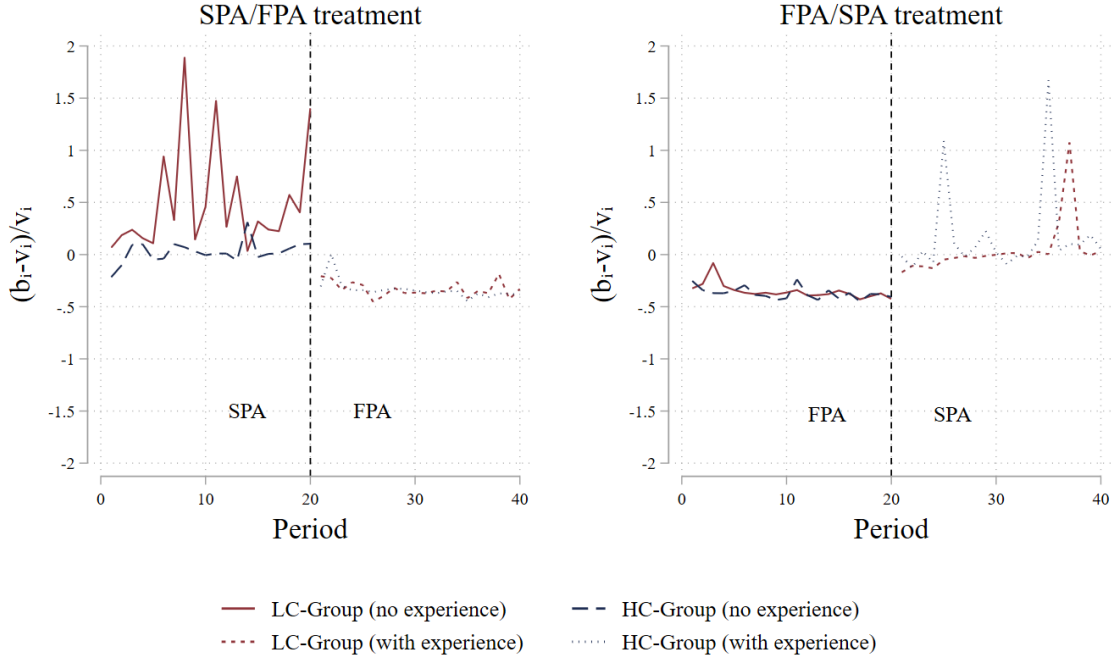 SPA/FPA treatment
2
1.5
1
.5
0
-.5
-1
-1.5
-2
(bᵢ-vᵢ)/vᵢ
SPA
FPA
0
10
20
30
40
Period
FPA/SPA treatment
2
1.5
1
.5
0
-.5
-1
-1.5
-2
(bᵢ-vᵢ)/vᵢ
FPA
SPA
0
10
20
30
40
Period
LC-Group (no experience)
HC-Group (no experience)
LC-Group (with experience)
HC-Group (with experience)